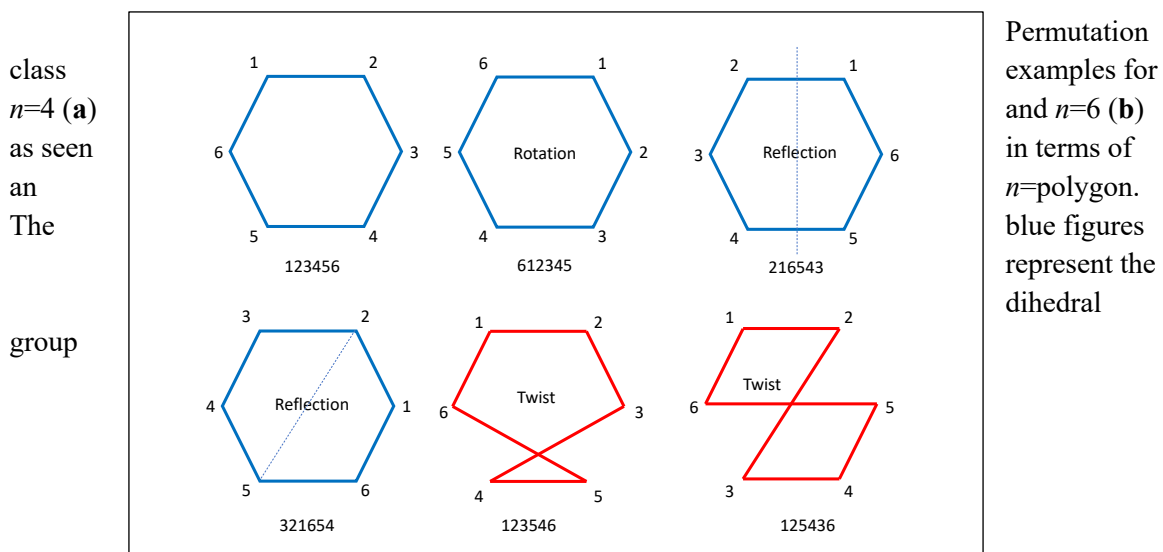 class
n=4 (a)
as seen
an
The
group
1 2
6 3
5 4
123456
6 1
5 Rotation 2
4 3
612345
2 1
3 Reflection 6
4 5
216543
3 2
4 Reflection 1
5 6
321654
1 2
Twist
6 3
4 5
123546
1 2
Twist
6 5
3 4
125436
Permutation
examples for
and n=6 (b)
in terms of
n=polygon.
blue figures
represent the
dihedral